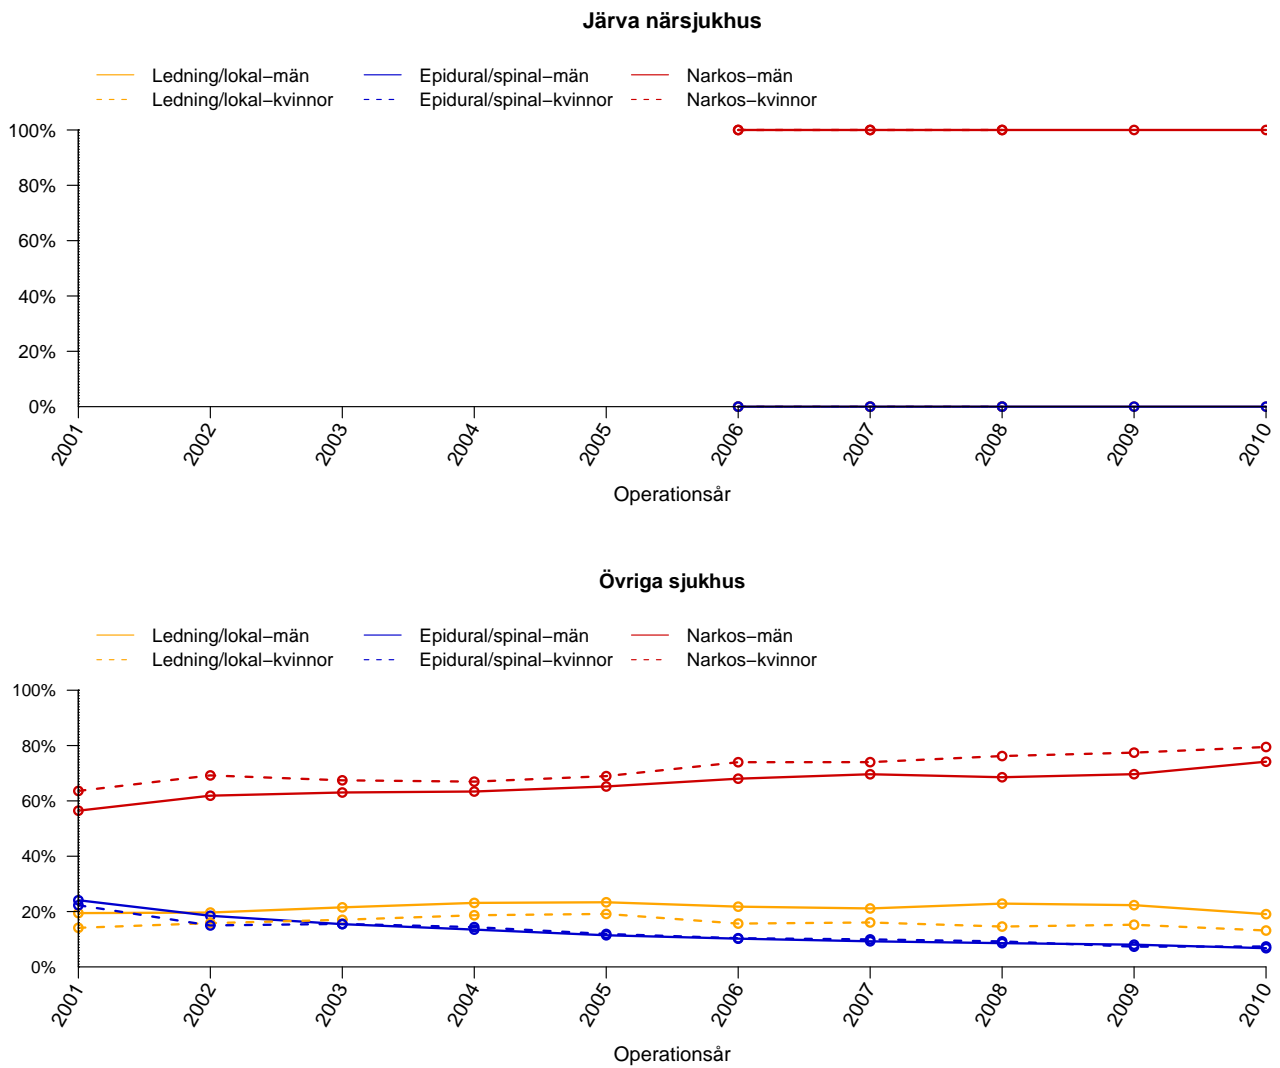 Järva närsjukhus
Ledning/lokal−män Epidural/spinal−män Narkos−män
Ledning/lokal−kvinnor Epidural/spinal−kvinnor Narkos−kvinnor
100%
80%
60%
40%
20%
0%
2001 2002 2003 2004 2005 2006 2007 2008 2009 2010
Operationsår
Övriga sjukhus
Ledning/lokal−män Epidural/spinal−män Narkos−män
Ledning/lokal−kvinnor Epidural/spinal−kvinnor Narkos−kvinnor
100%
80%
60%
40%
20%
0%
2001 2002 2003 2004 2005 2006 2007 2008 2009 2010
Operationsår